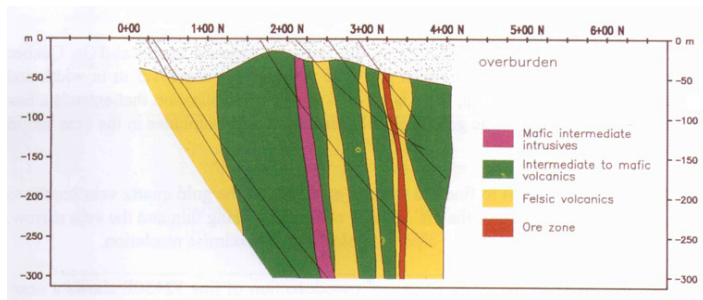 0+00 1+00 N 2+00 N 3+00 N 4+00 N 5+00 N 6+00 N
m 0 0 m
-50 -50
-100 -100
-150 -150
-200 -200
-250 -250
-300 -300
overburden
Mafic intermediate
intrusives
Intermediate to mafic
volcanics
Felsic volcanics
Ore zone